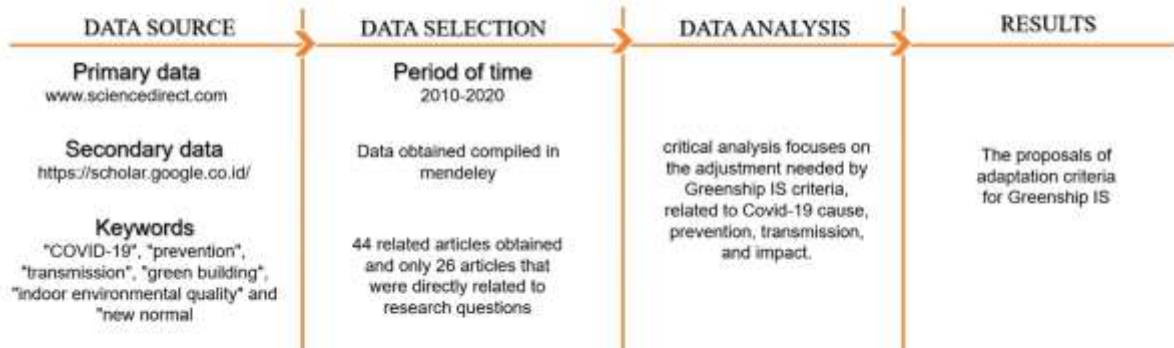 DATA SOURCE
Primary data
www.sciencedirect.com
Secondary data
https://scholar.google.co.id/
Keywords
"COVID-19", "prevention",
"transmission", "green building",
"indoor environmental quality" and
"new normal
DATA SELECTION
Period of time
2010-2020
Data obtained compiled in
mendeley
44 related articles obtained
and only 26 articles that
were directly related to
research questions
DATA ANALYSIS
critical analysis focuses on
the adjustment needed by
Greenship IS criteria,
related to Covid-19 cause,
prevention, transmission,
and impact.
RESULTS
The proposals of
adaptation criteria
for Greenship IS